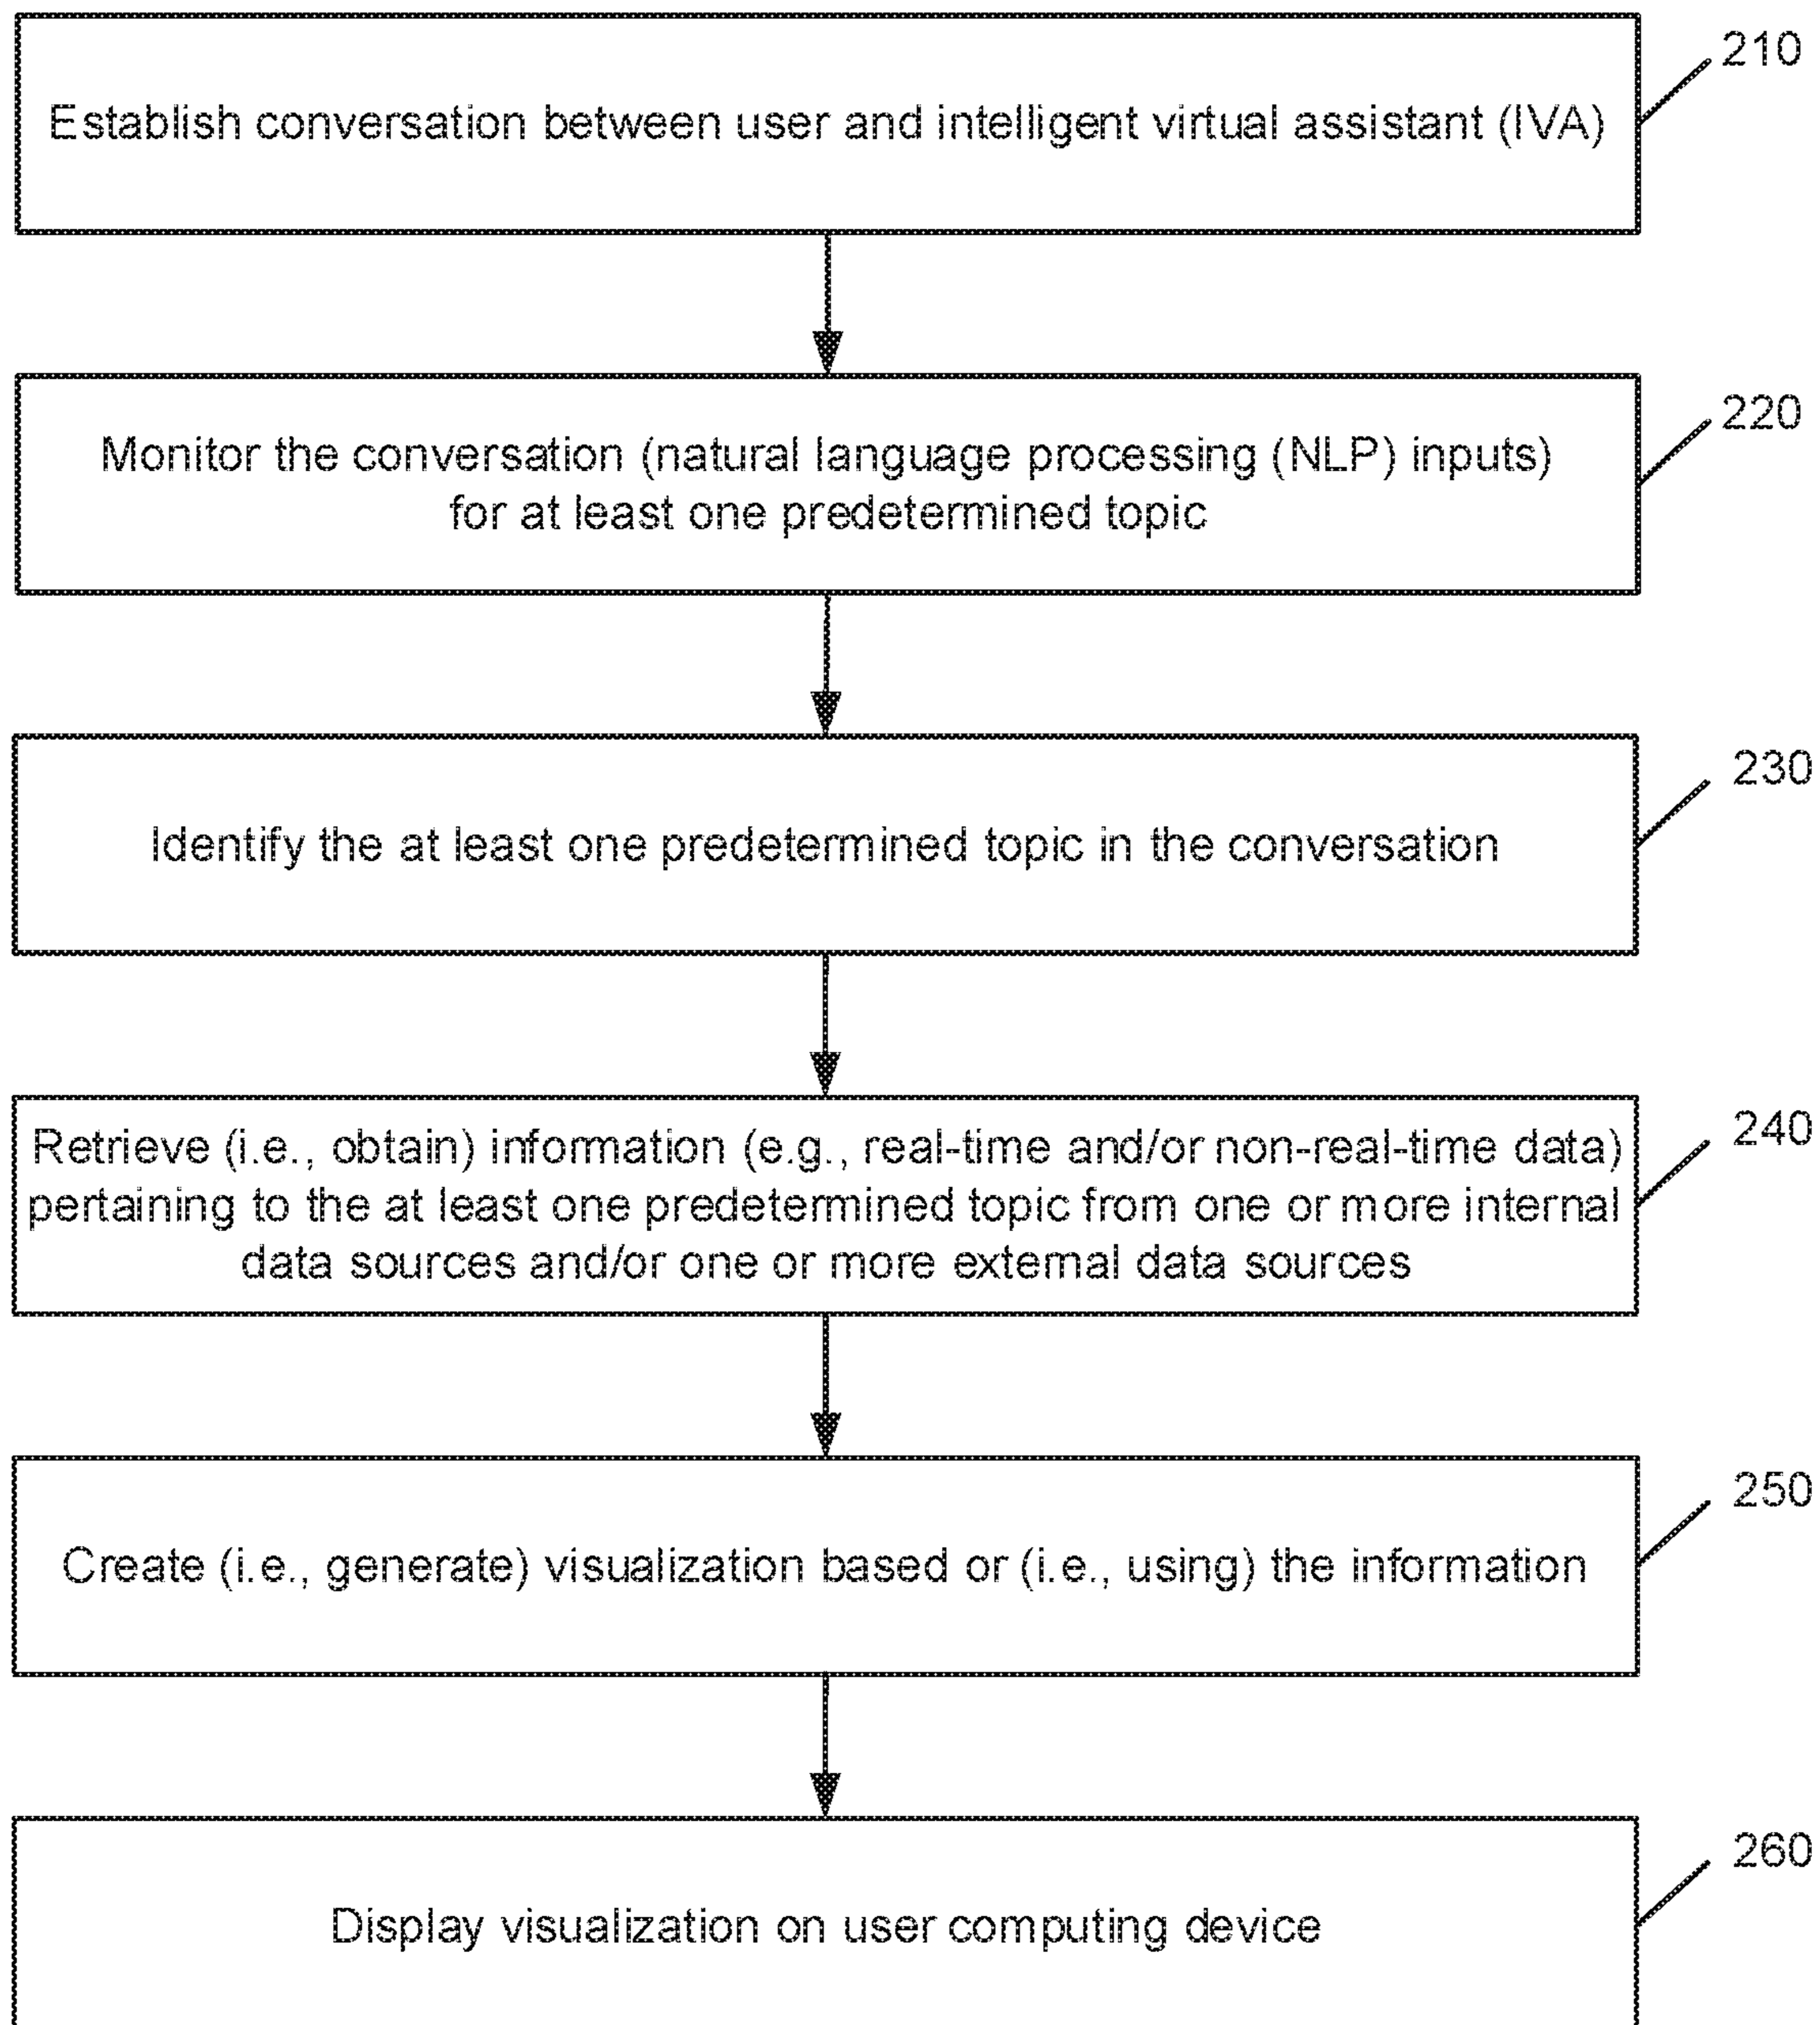 210
Establish conversation between user and intelligent virtual assistant (IVA)
220
Monitor the conversation (natural language processing (NLP) inputs)
for at least one predetermined topic
230
Identify the at least one predetermined topic in the conversation
240
Retrieve (i.e., obtain) information (e.g., real-time and/or non-real-time data)
pertaining to the at least one predetermined topic from one or more internal
data sources and/or one or more external data sources
250
Create (i.e., generate) visualization based or (i.e., using) the information
260
Display visualization on user computing device